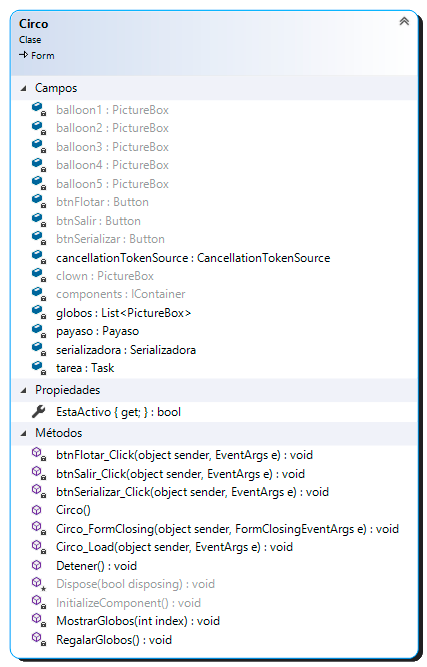 Circo
Clase
Form
Campos
balloon1 : PictureBox
balloon2 : PictureBox
balloon3 : PictureBox
balloon4 : PictureBox
balloon5 : PictureBox
btnFlotar : Button
btnSalir : Button
btnSerializar : Button
cancellationTokenSource : CancellationTokenSource
clown : PictureBox
components : IContainer
globos : List<PictureBox>
payaso : Payaso
serializadora : Serializadora
tarea : Task
Propiedades
EstaActivo { get; } : bool
Métodos
btnFlotar_Click(object sender, EventArgs e) : void
btnSalir_Click(object sender, EventArgs e) : void
btnSerializar_Click(object sender, EventArgs e) : void
Circo()
Circo_FormClosing(object sender, FormClosingEventArgs e) : void
Circo_Load(object sender, EventArgs e) : void
Detener() : void
Dispose(bool disposing) : void
InitializeComponent() : void
MostrarGlobos(int index) : void
RegalarGlobos() : void